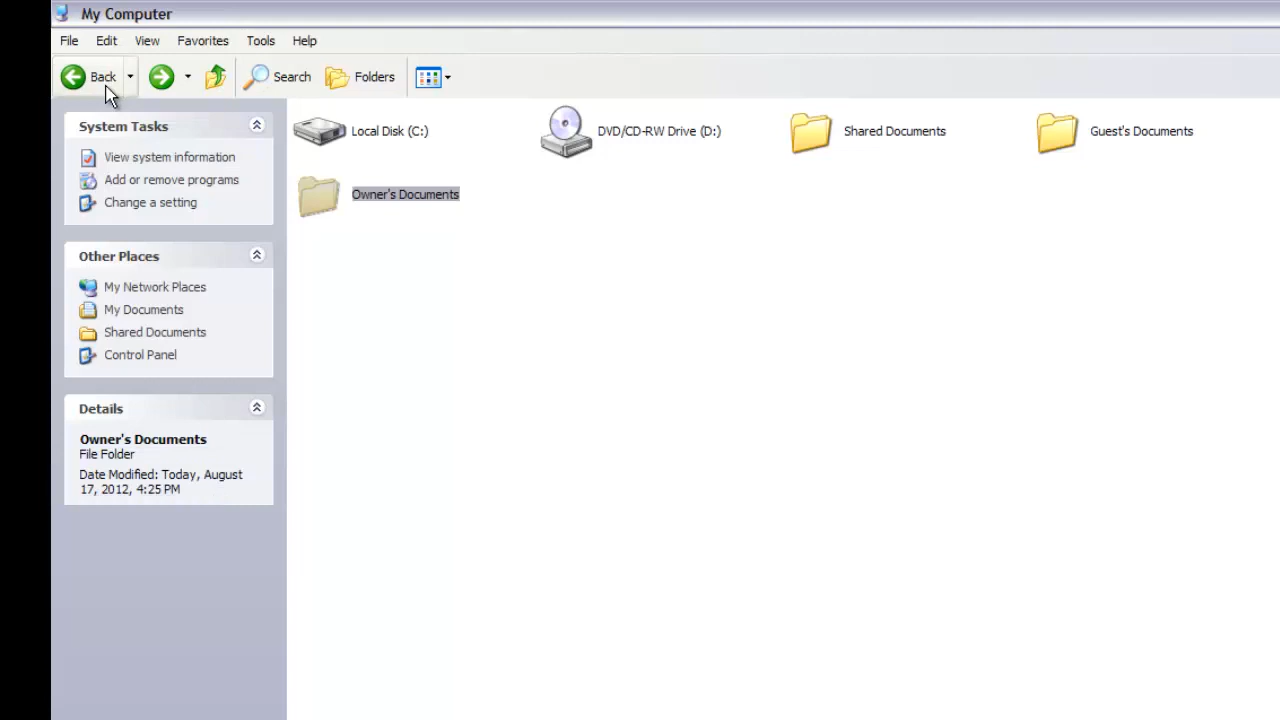 My Computer
File Edit View Favorites Tools Help
Back Search Folders
System Tasks
View system information
Add or remove programs
Change a setting
Other Places
My Network Places
My Documents
Shared Documents
Control Panel
Details
Owner's Documents
File Folder
Date Modified: Today, August
17, 2012, 4:25 PM
Local Disk (C:) DVD/CD-RW Drive (D:) Shared Documents Guest's Documents
Owner's Documents